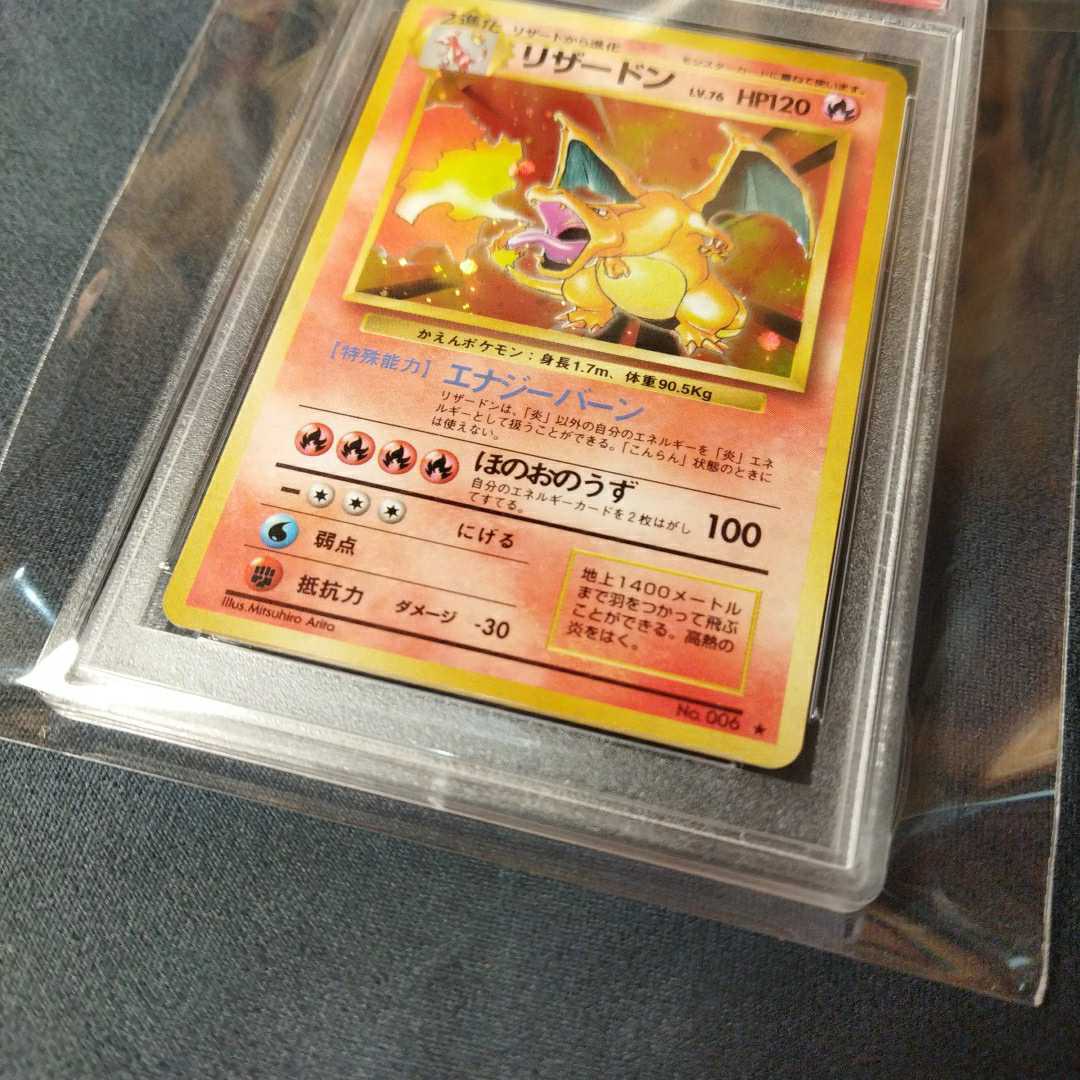 2進化 リザードから進化 モンスターカードに重ねて使います。
リザードン LV.76 HP120
かえんポケモン：身長1.7m、体重90.5Kg
【特殊能力】 エナジーバーン
リザードンは、「炎」以外の自分のエネルギーを「炎」エネ
ルギーとして扱うことができる。「こんらん」状態のときに
は使えない。
ほのおのうず 100
自分のエネルギーカードを2枚はがし
てすてる。
にげる
弱点
抵抗力 ダメージ -30
illus.Mitsuhiro Arita
地上1400メートル
まで羽をつかって飛ぶ
ことができる。高熱の
炎をはく。
No. 006 ★